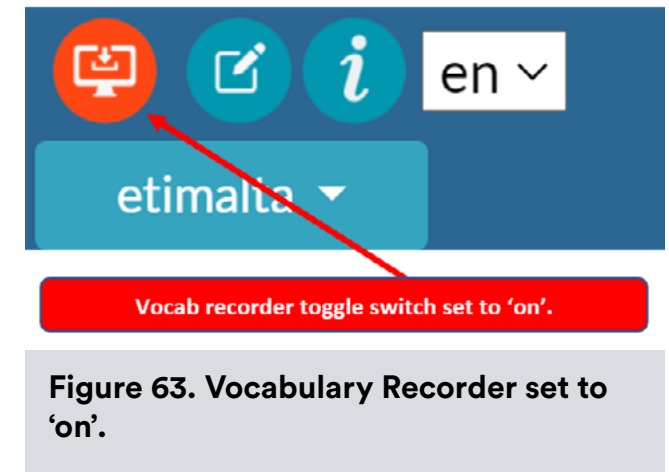 i en
etimalta
Vocab recorder toggle switch set to ‘on’.
Figure 63. Vocabulary Recorder set to
‘on’.